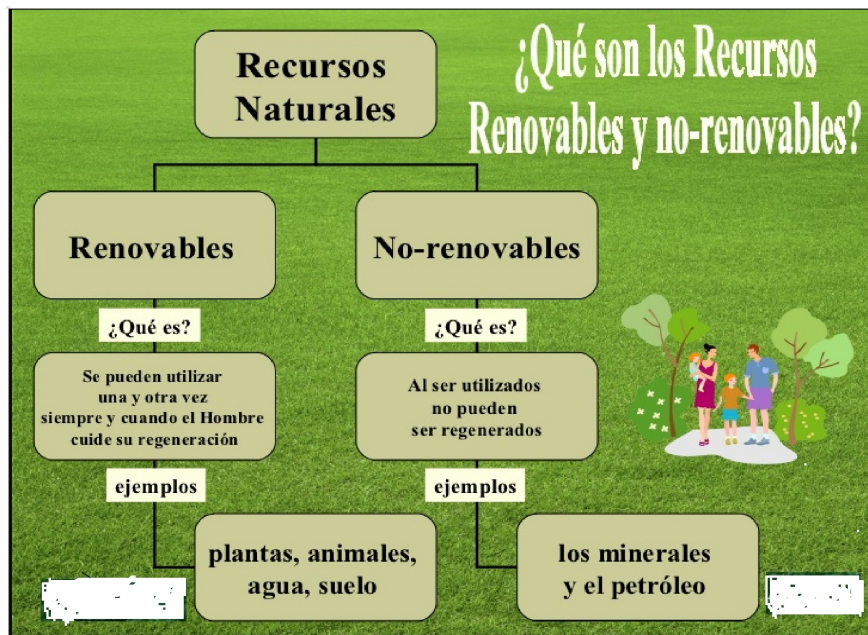 ¿Qué son los Recursos
Renovables y no-renovables?
Recursos
Naturales
Renovables
¿Qué es?
Se pueden utilizar
una y otra vez
siempre y cuando el Hombre
cuide su regeneración
ejemplos
plantas, animales,
agua, suelo
No-renovables
¿Qué es?
Al ser utilizados
no pueden
ser regenerados
ejemplos
los minerales
y el petróleo